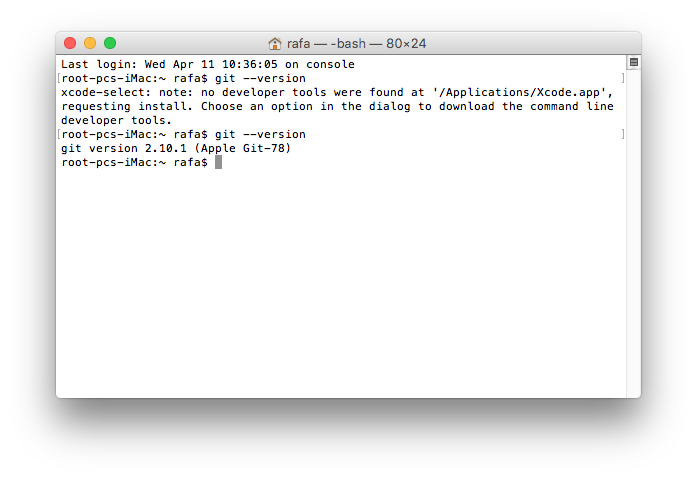 rafa — -bash — 80×24
Last login: Wed Apr 11 10:36:05 on console
[root-pcs-iMac:~ rafa$ git --version ]
xcode-select: note: no developer tools were found at '/Applications/Xcode.app',
requesting install. Choose an option in the dialog to download the command line
developer tools.
[root-pcs-iMac:~ rafa$ git --version ]
git version 2.10.1 (Apple Git-78)
root-pcs-iMac:~ rafa$